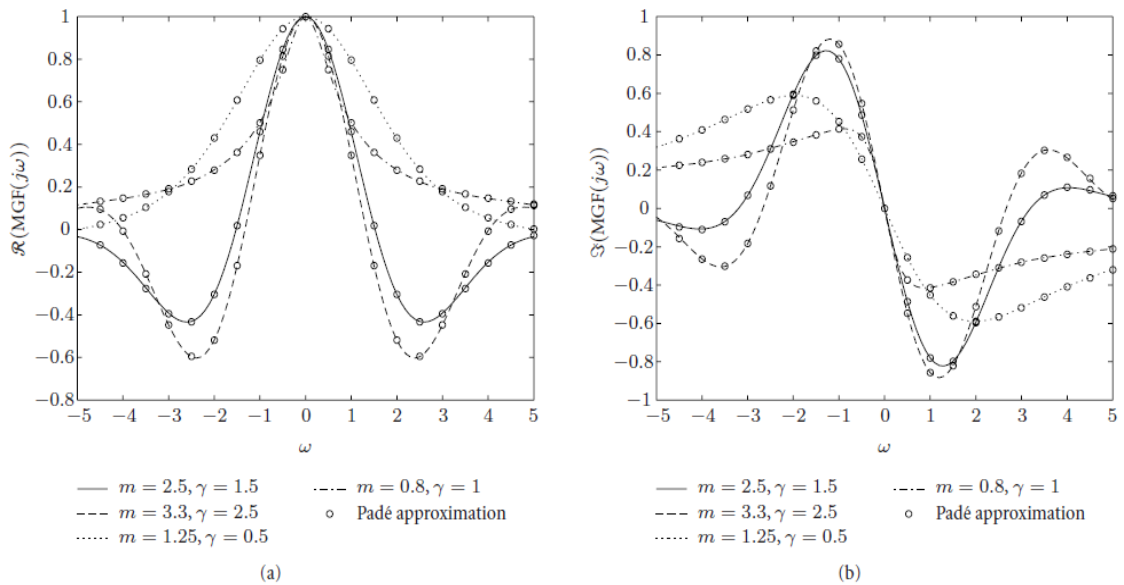 1
0.8
0.6
0.4
0.2
0
−0.2
−0.4
−0.6
−0.8
ℛ(MGF(jω))
−5 −4 −3 −2 −1 0 1 2 3 4 5
ω
m = 2.5, γ = 1.5
m = 3.3, γ = 2.5
m = 1.25, γ = 0.5
m = 0.8, γ = 1
Padé approximation
(a)
1
0.8
0.6
0.4
0.2
0
−0.2
−0.4
−0.6
−0.8
−1
ℑ(MGF(jω))
−5 −4 −3 −2 −1 0 1 2 3 4 5
ω
m = 2.5, γ = 1.5
m = 3.3, γ = 2.5
m = 1.25, γ = 0.5
m = 0.8, γ = 1
Padé approximation
(b)